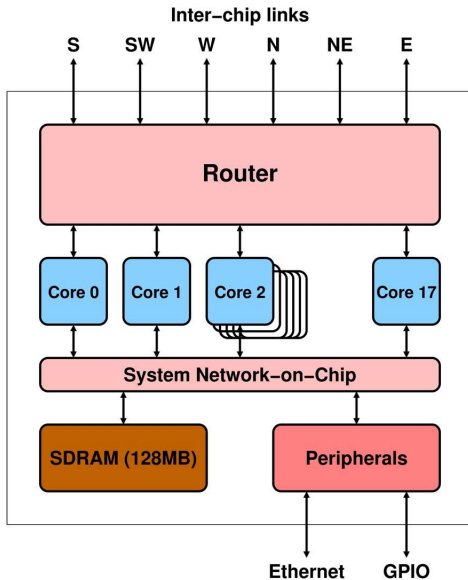 Inter-chip links
S SW W N NE E
Router
Core 0 Core 1 Core 2 Core 17
System Network-on-Chip
SDRAM (128MB) Peripherals
Ethernet GPIO